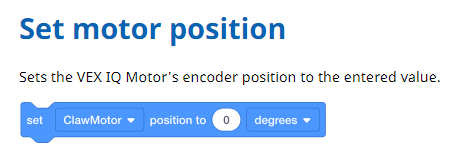 Set motor position
Sets the VEX IQ Motor's encoder position to the entered value.
set ClawMotor position to 0 degrees